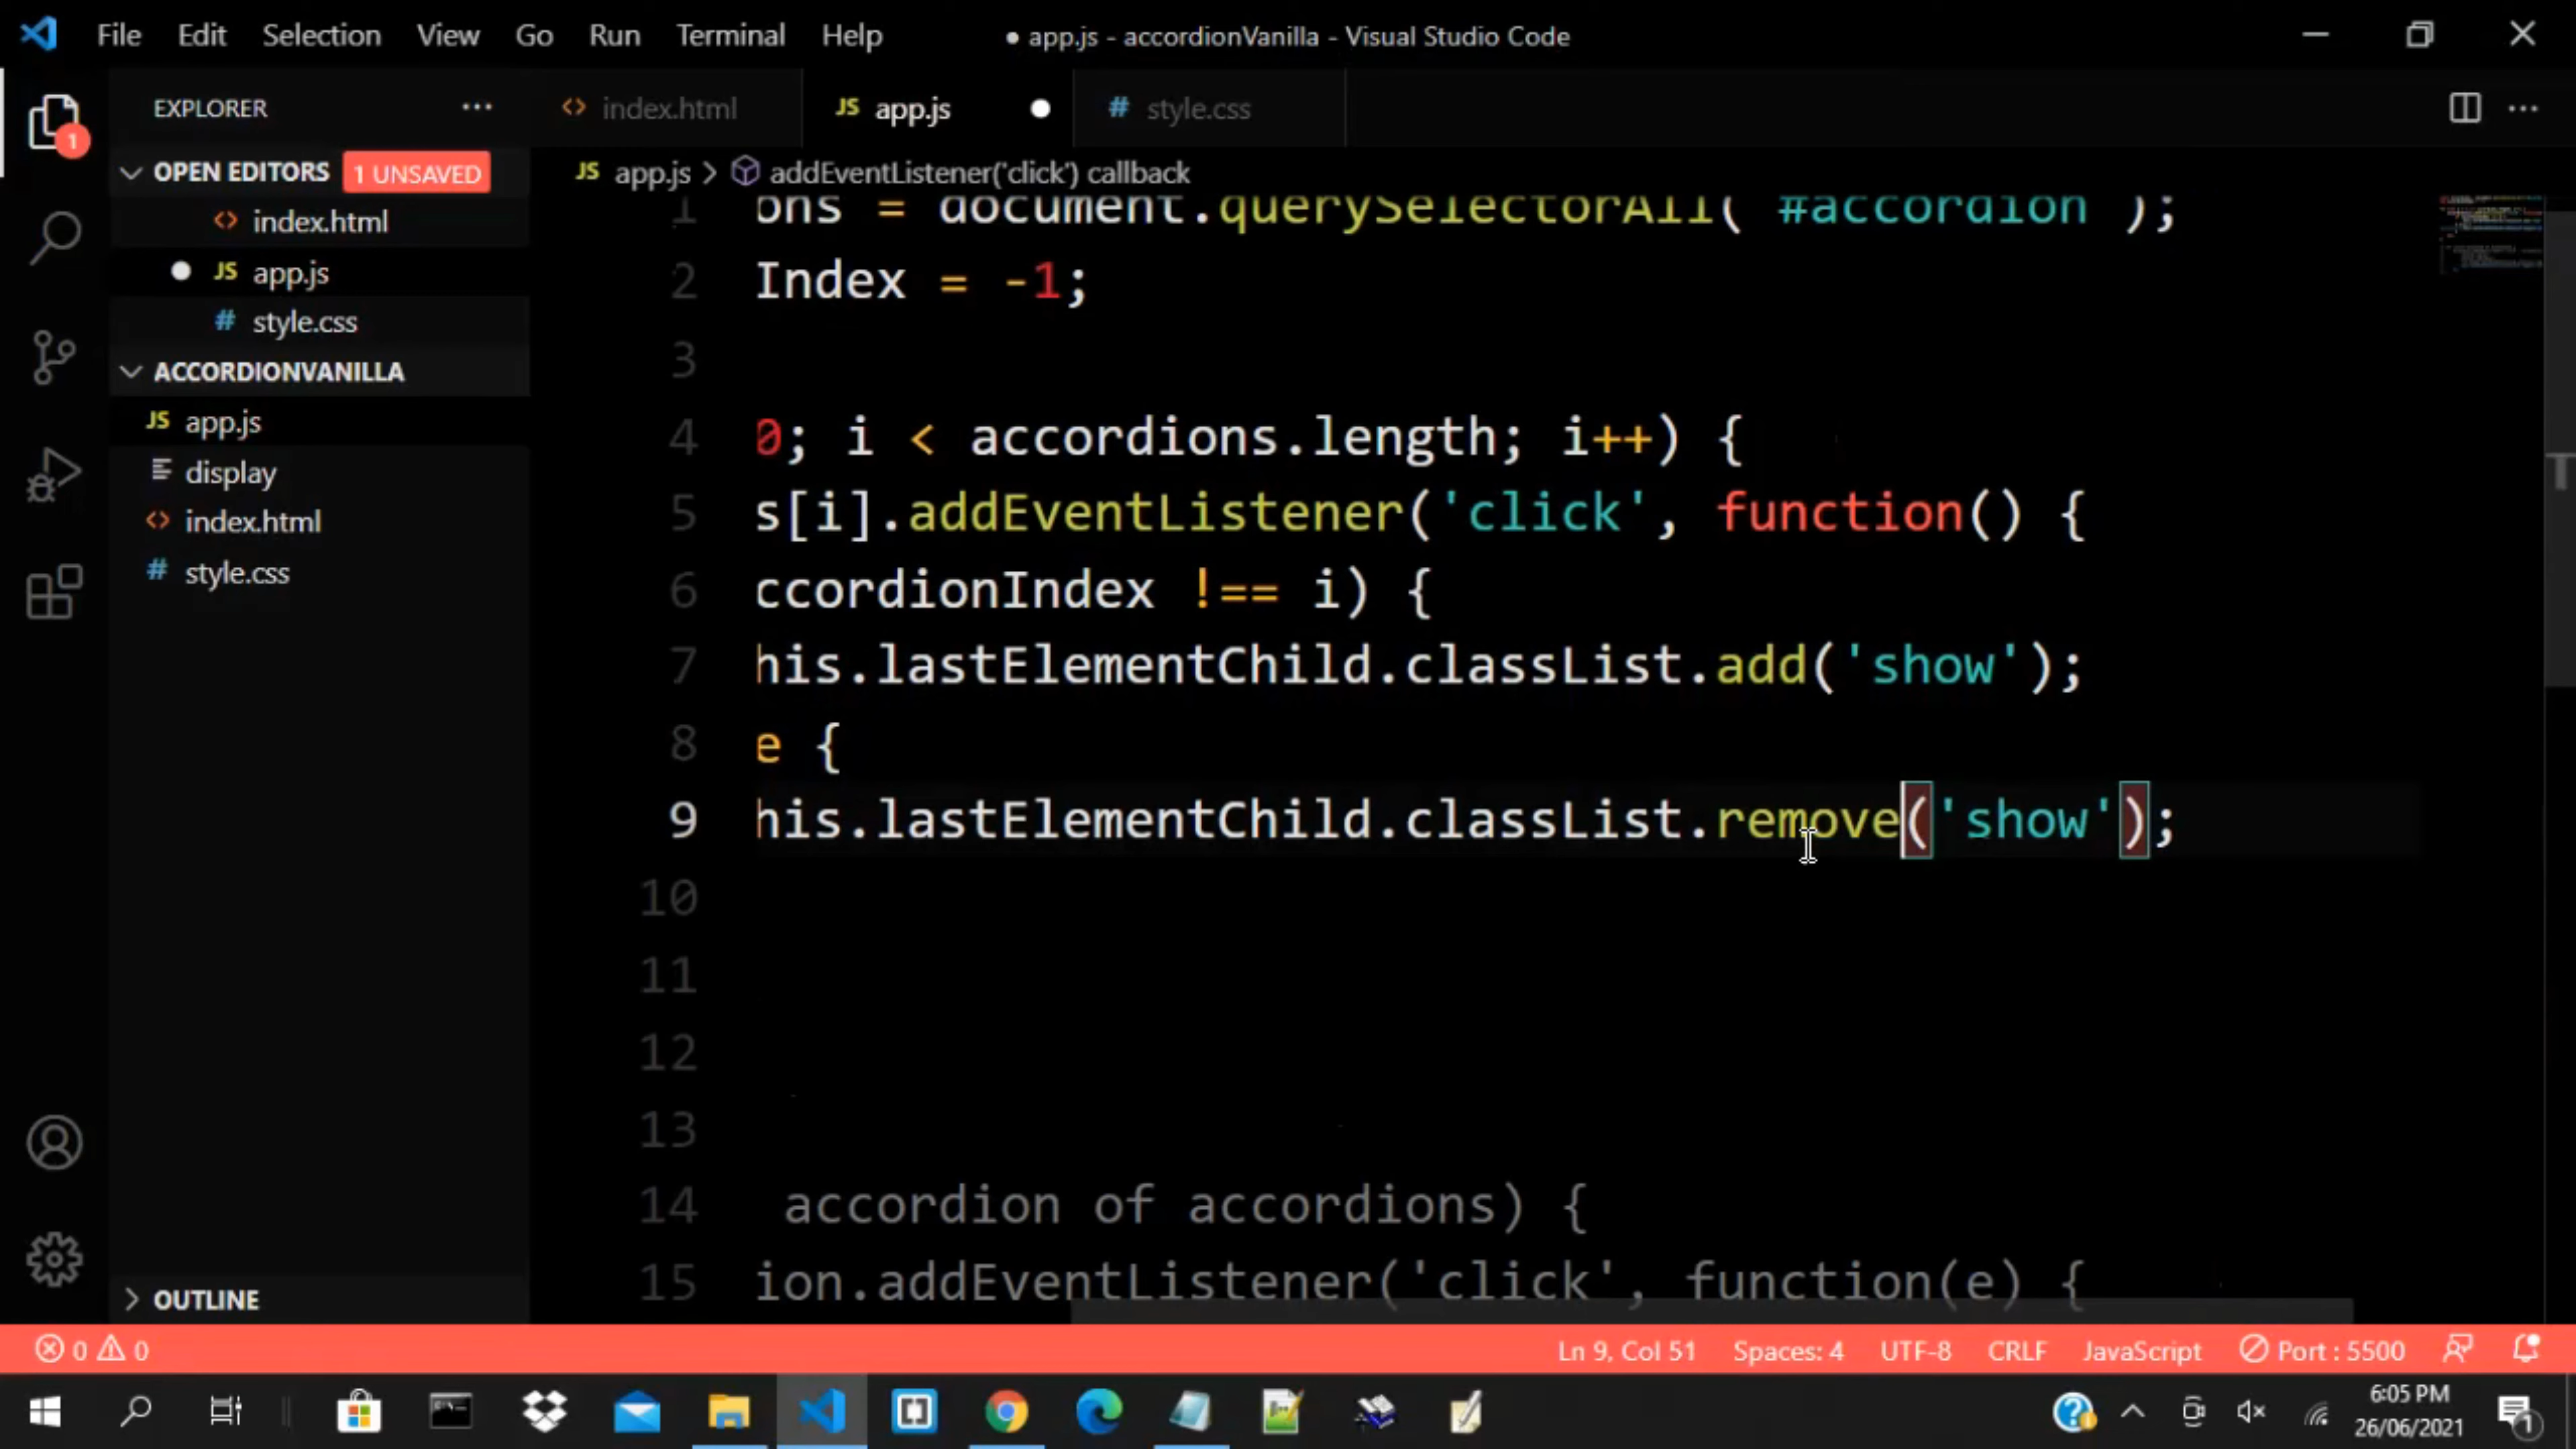 File Edit Selection View Go Run Terminal Help ● app.js - accordionVanilla - Visual Studio Code
EXPLORER ···
<> index.html JS app.js ● # style.css
1
OPEN EDITORS 1 UNSAVED
JS app.js > addEventListener('click') callback
<> index.html
● JS app.js
# style.css
ACCORDIONVANILLA
JS app.js
display
<> index.html
# style.css
OUTLINE
1 ons = document.querySelectorAll( #accordion );
2 Index = -1;
3
4 0; i < accordions.length; i++) {
5 s[i].addEventListener('click', function() {
6 ccordionIndex !== i) {
7 his.lastElementChild.classList.add('show');
8 e {
9 his.lastElementChild.classList.remove('show');
10
11
12
13
14 accordion of accordions) {
15 ion.addEventListener('click', function(e) {
0 0 Ln 9, Col 51 Spaces: 4 UTF-8 CRLF JavaScript Port : 5500
6:05 PM
26/06/2021
1